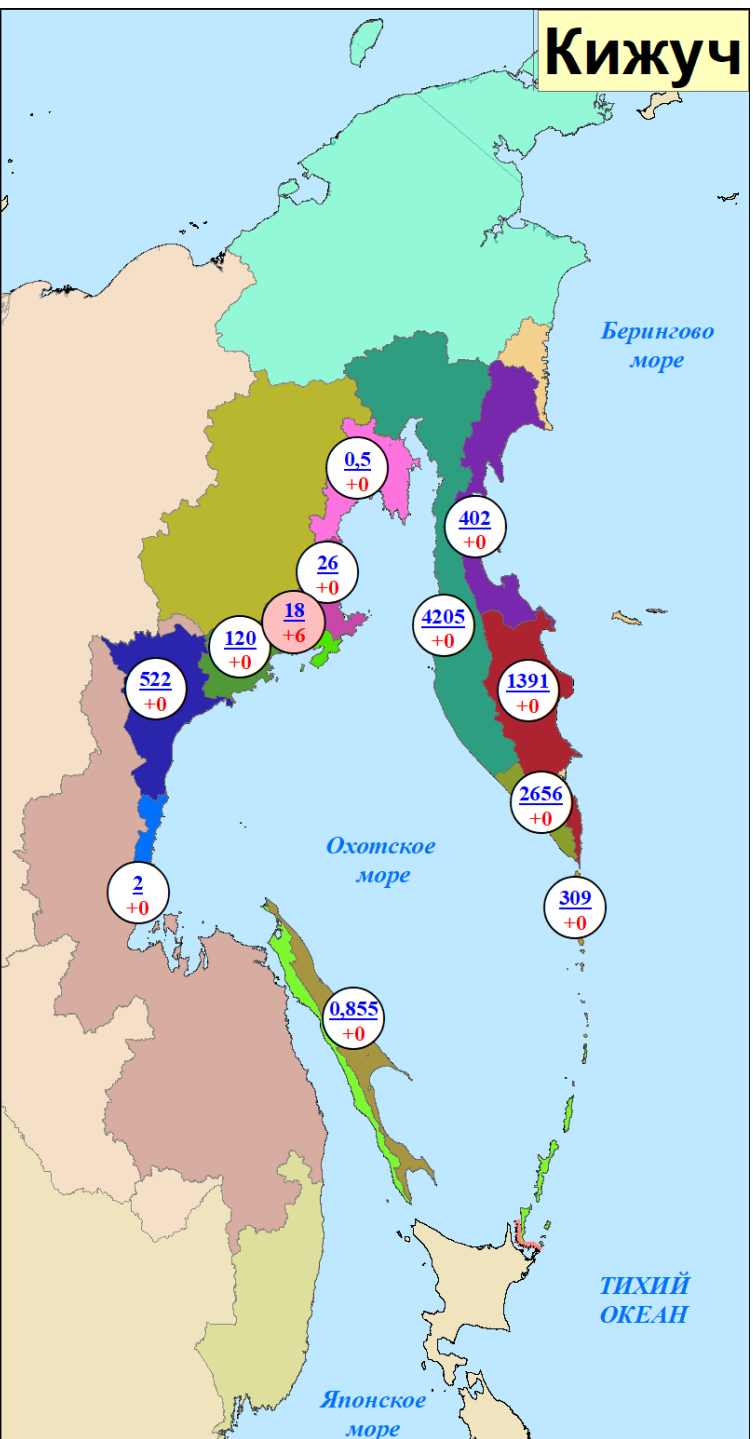 Кижуч
Берингово
море
0,5
+0
402
+0
26
+0
18
+6
4205
+0
120
+0
522
+0
1391
+0
2656
+0
Охотское
море
2
+0
309
+0
0,855
+0
ТИХИЙ
ОКЕАН
Японское
море